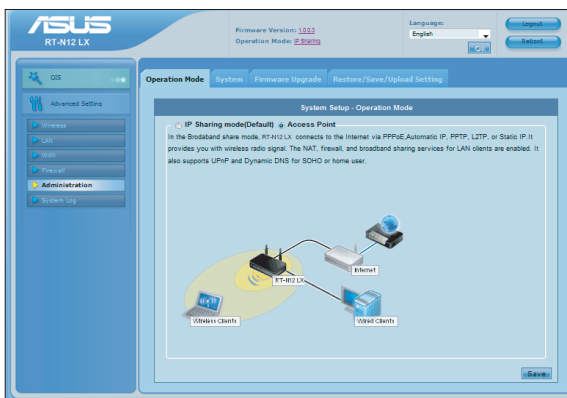 ASUS
RT-N12 LX
Firmware Version: 1.0.0.3
Operation Mode: IP Sharing
Language:
English
Logout
Reboot
QIS
Advanced Setting
Wireless
LAN
WAN
Firewall
Administration
System Log
Operation Mode System Firmware Upgrade Restore/Save/Upload Setting
System Setup - Operation Mode
IP Sharing mode(Default) Access Point
In the Brodaband share mode, RT-N12 LX connects to the Internet via PPPoE,Automatic IP, PPTP, L2TP, or Static IP.It
provides you with wireless radio signal. The NAT, firewall, and broadband sharing services for LAN clients are enabled. It
also supports UPnP and Dynamic DNS for SOHO or home user.
Internet
RT-N12 LX
Wireless Clients
Wired Clients
Save